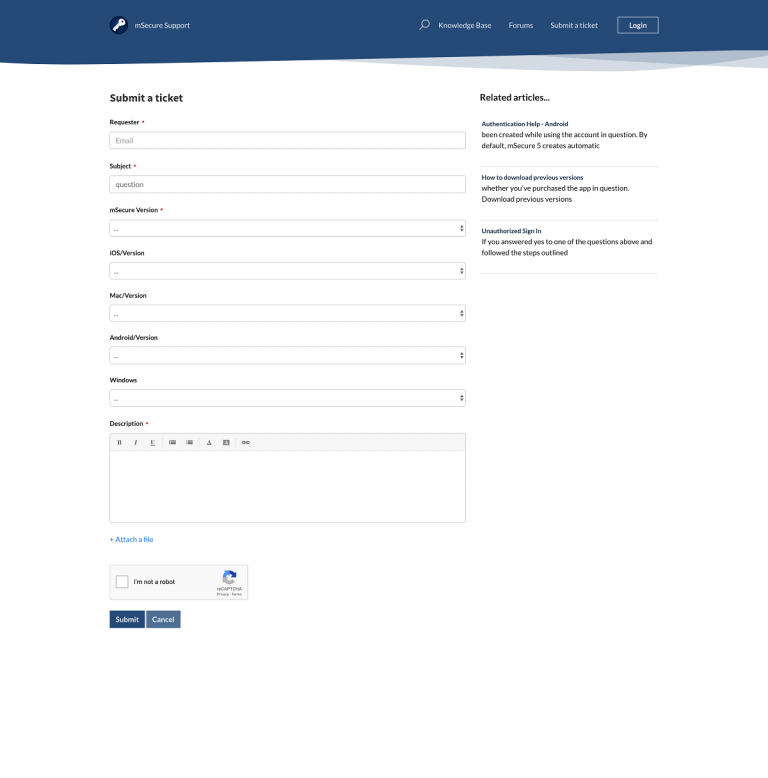 mSecure Support
Knowledge Base
Forums
Submit a ticket
Login
Submit a ticket
Requester *
Email
Subject *
question
mSecure Version *
...
iOS/Version
...
Mac/Version
...
Android/Version
...
Windows
...
Description *
B I U A A
+ Attach a file
I'm not a robot
reCAPTCHA
Privacy - Terms
Submit
Cancel
Related articles...
Authentication Help - Android
been created while using the account in question. By
default, mSecure 5 creates automatic
How to download previous versions
whether you've purchased the app in question.
Download previous versions
Unauthorized Sign In
If you answered yes to one of the questions above and
followed the steps outlined